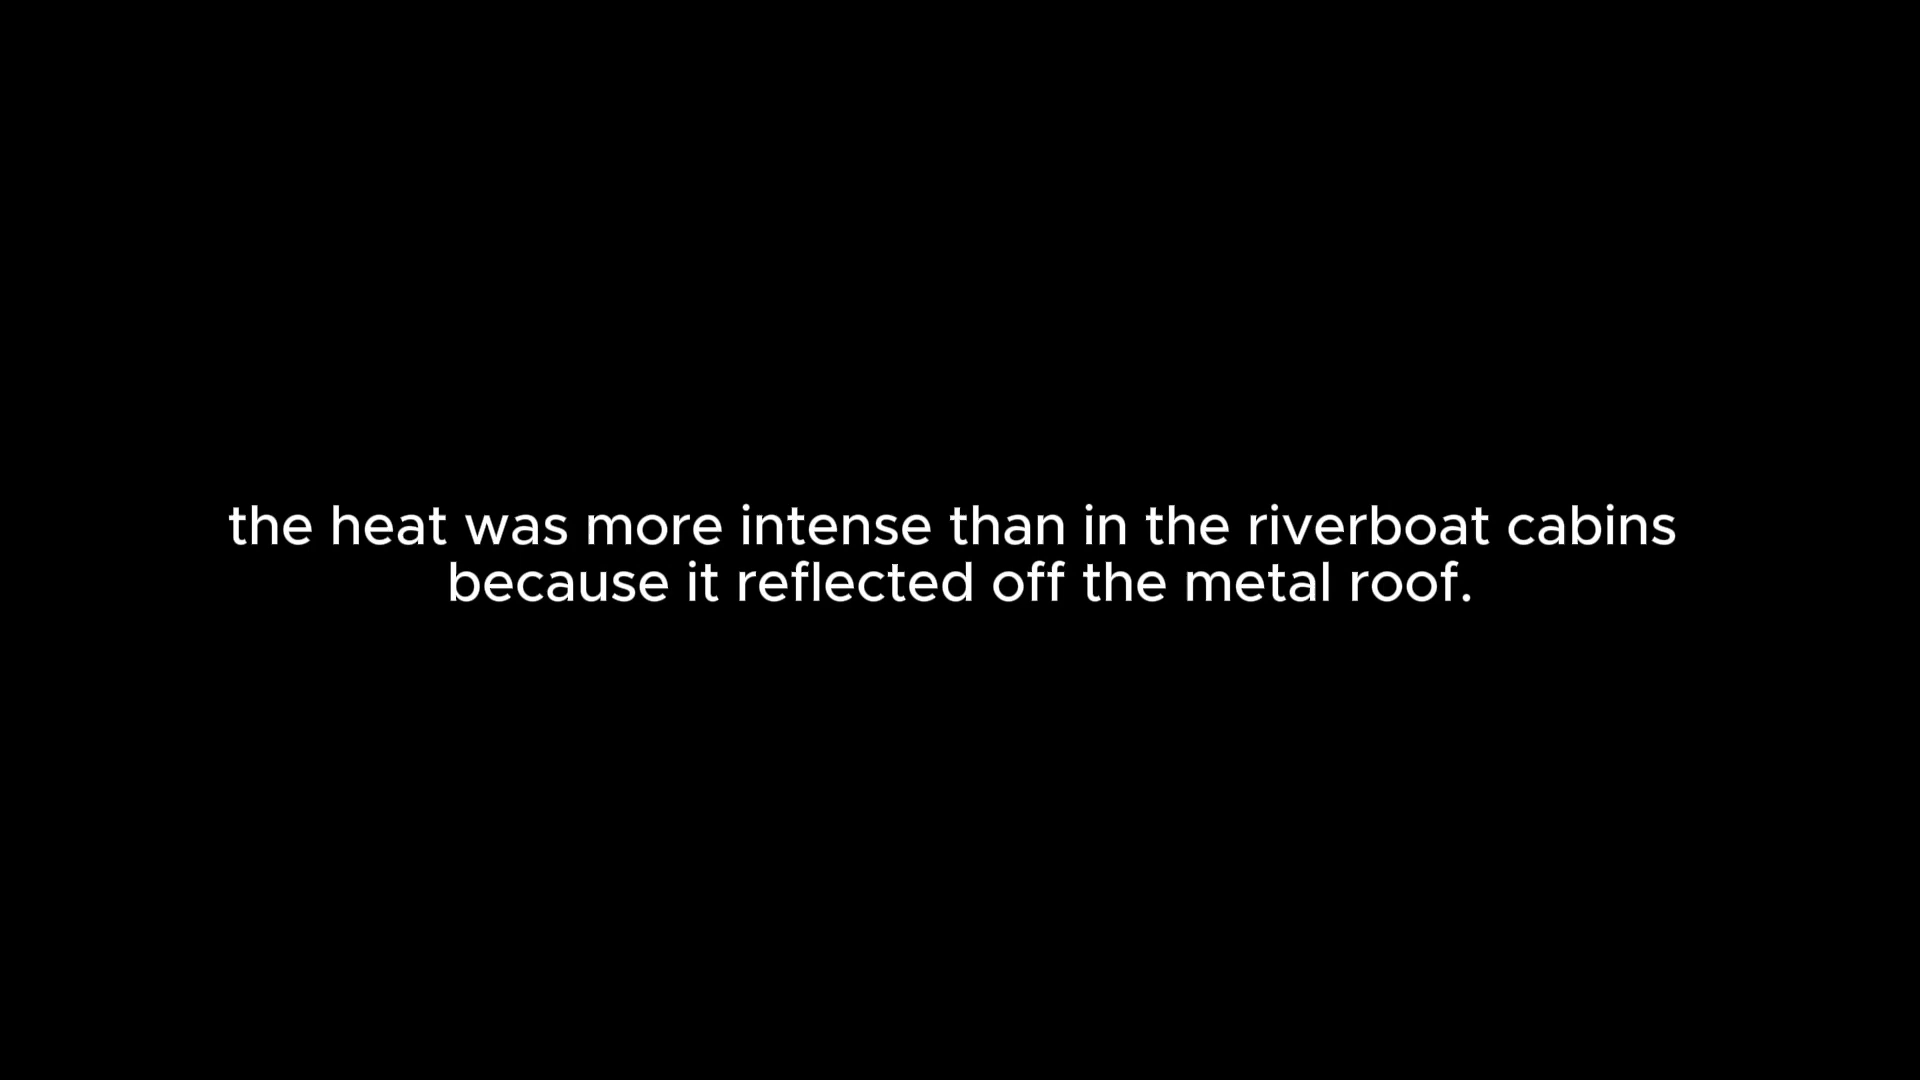 the heat was more intense than in the riverboat cabins
because it reflected off the metal roof.